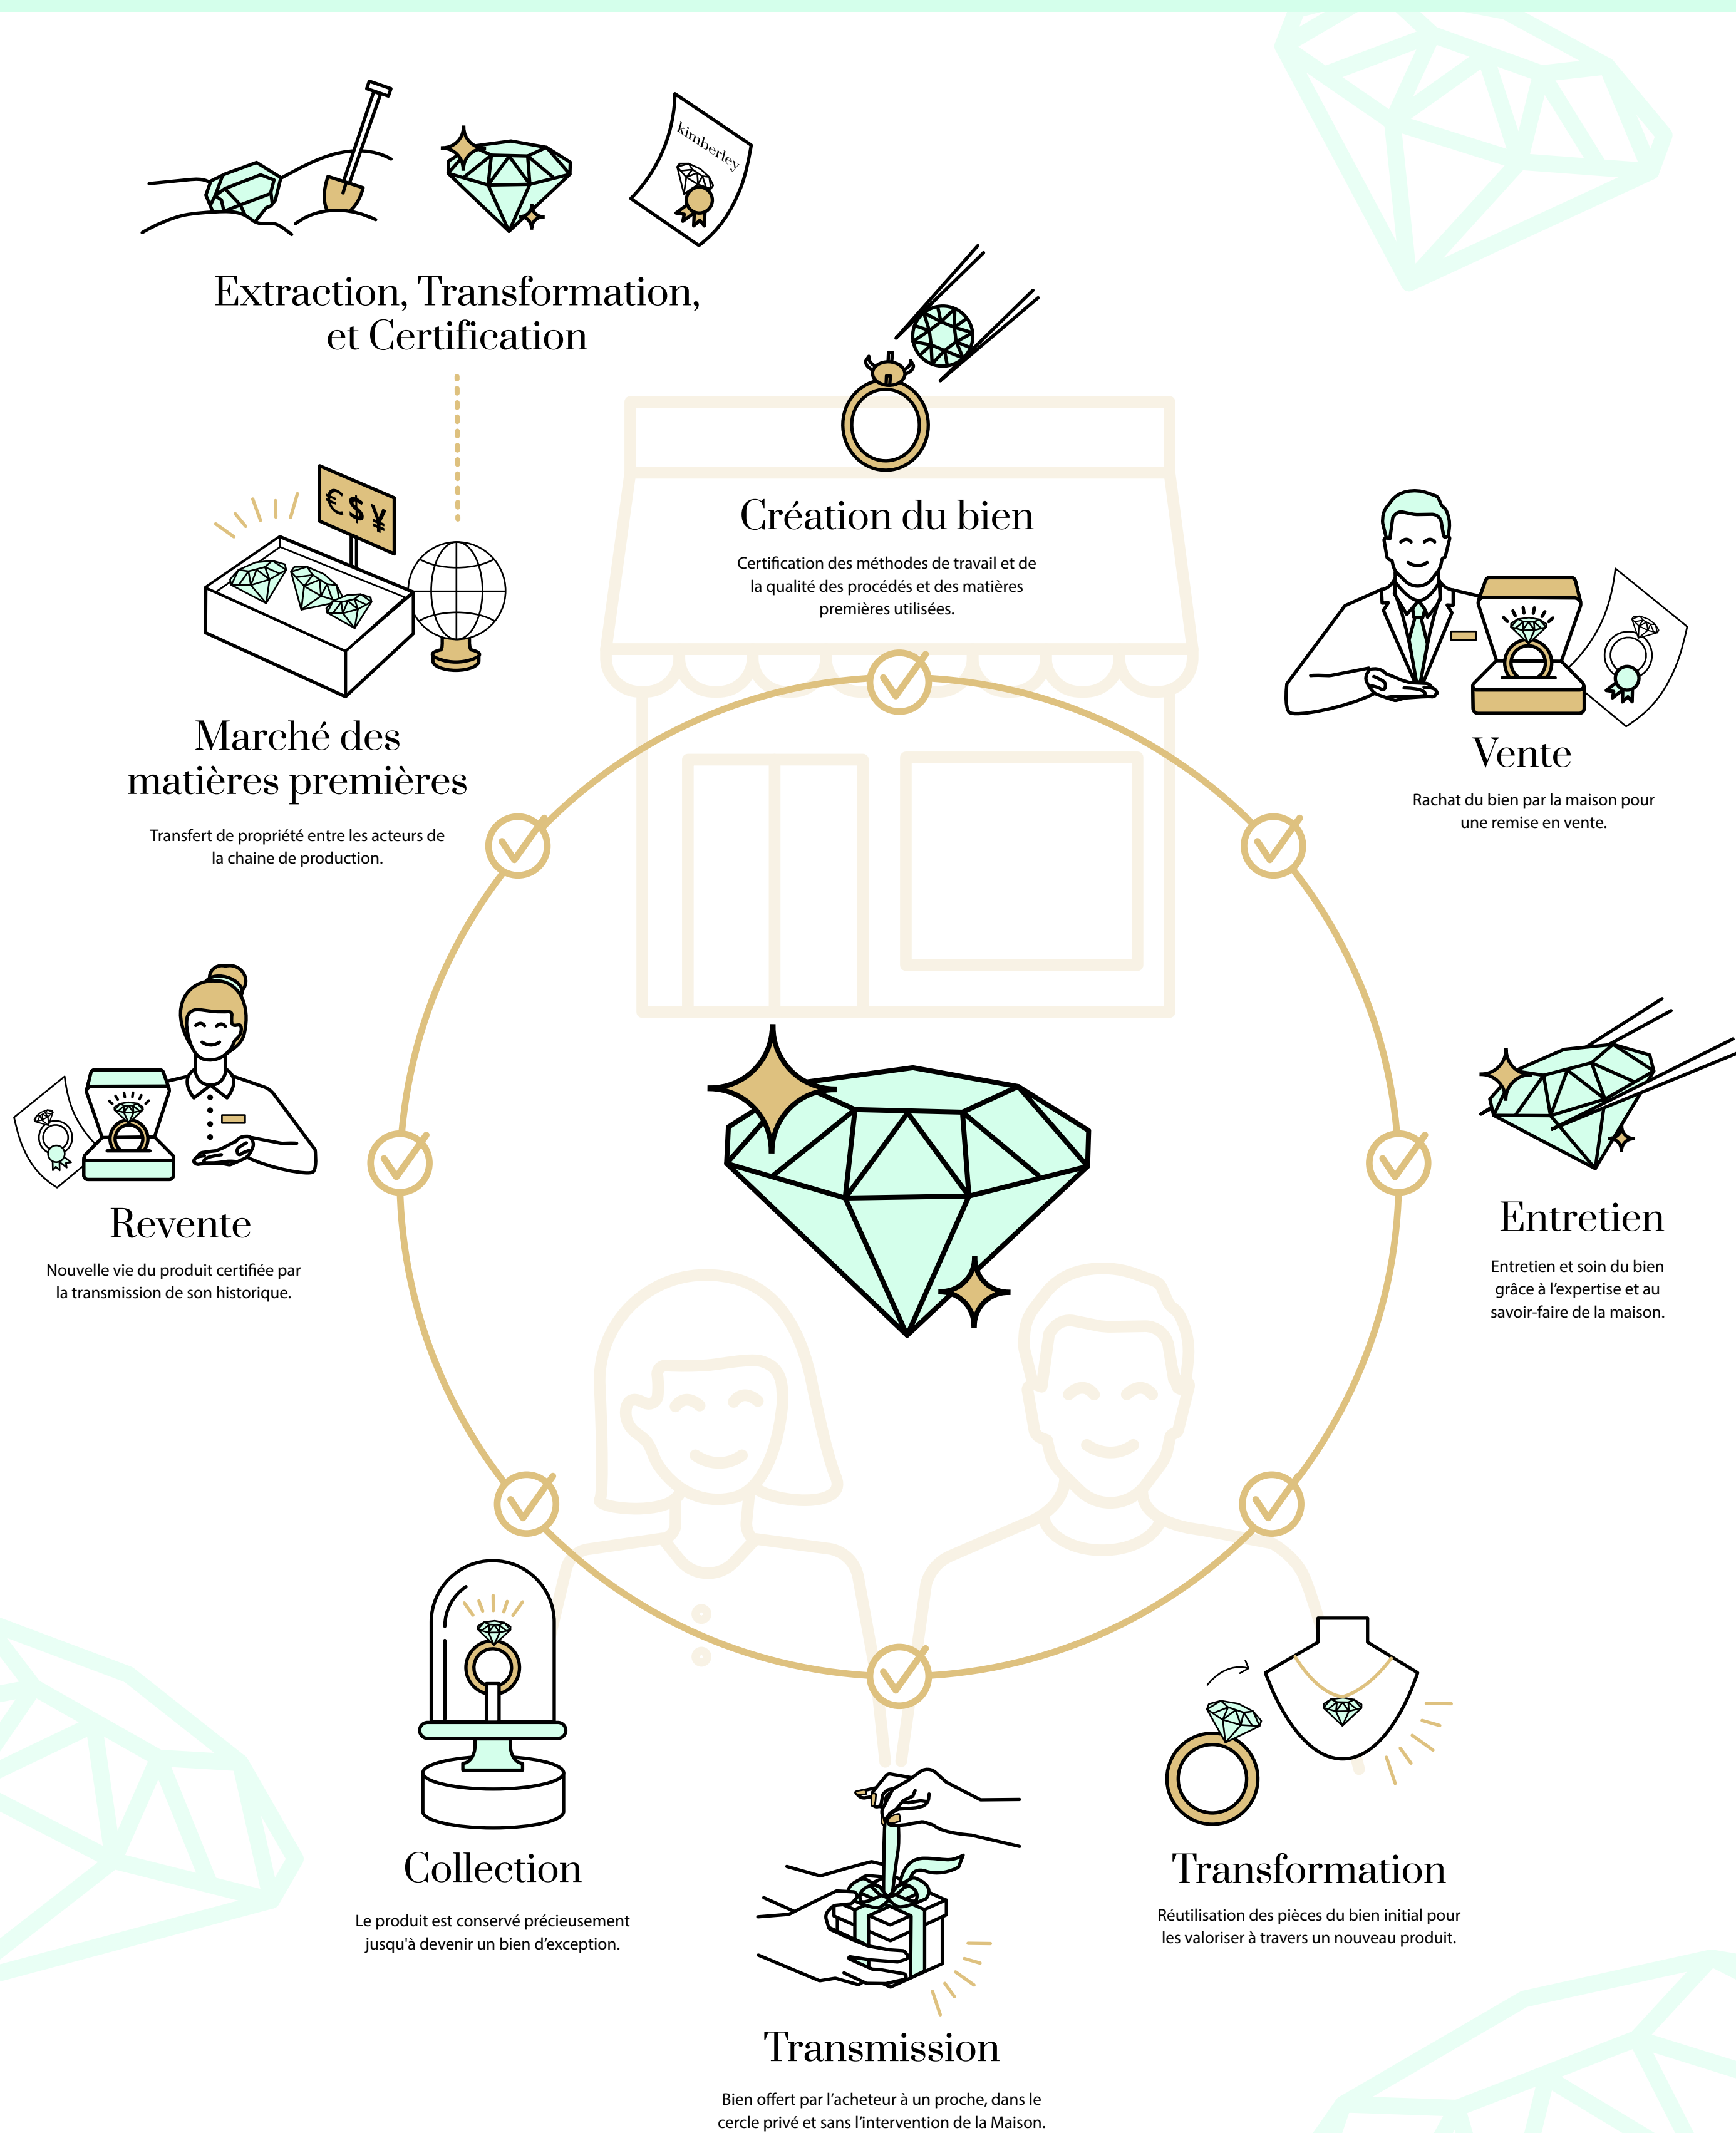 kimberley
Extraction, Transformation,
et Certification
€$¥
Création du bien
Certification des méthodes de travail et de
la qualité des procédés et des matières
premières utilisées.
Marché des
matières premières
Transfert de propriété entre les acteurs de
la chaine de production.
Vente
Rachat du bien par la maison pour
une remise en vente.
Revente
Nouvelle vie du produit certifiée par
la transmission de son historique.
Entretien
Entretien et soin du bien
grâce à l’expertise et au
savoir-faire de la maison.
Collection
Le produit est conservé précieusement
jusqu'à devenir un bien d’exception.
Transformation
Réutilisation des pièces du bien initial pour
les valoriser à travers un nouveau produit.
Transmission
Bien offert par l’acheteur à un proche, dans le
cercle privé et sans l’intervention de la Maison.